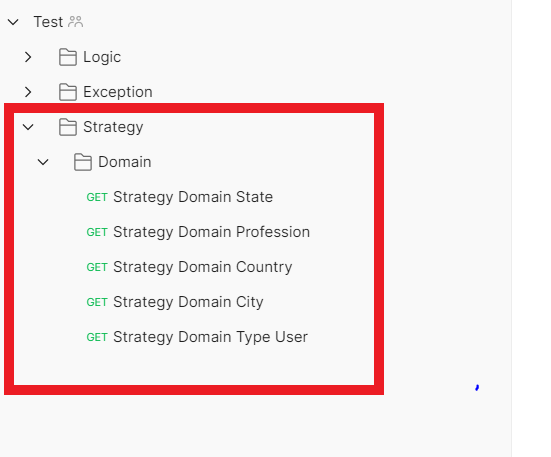 Test
Logic
Exception
Strategy
Domain
GET Strategy Domain State
GET Strategy Domain Profession
GET Strategy Domain Country
GET Strategy Domain City
GET Strategy Domain Type User